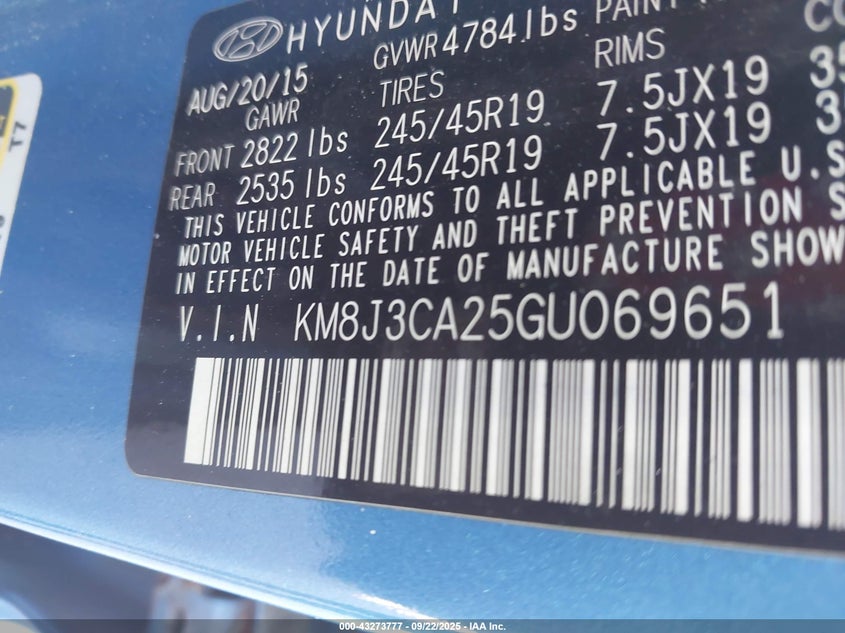 HYUNDAI
AUG/20/15 GVWR 4784 lbs PAINT
GAWR TIRES RIMS
FRONT 2822 lbs 245/45R19 7.5JX19
REAR 2535 lbs 245/45R19 7.5JX19
THIS VEHICLE CONFORMS TO ALL APPLICABLE U.S
MOTOR VEHICLE SAFETY AND THEFT PREVENTION S
IN EFFECT ON THE DATE OF MANUFACTURE SHOW
V.I.N KM8J3CA25GU069651
T7
000-43273777 - 09/22/2025 - IAA Inc.